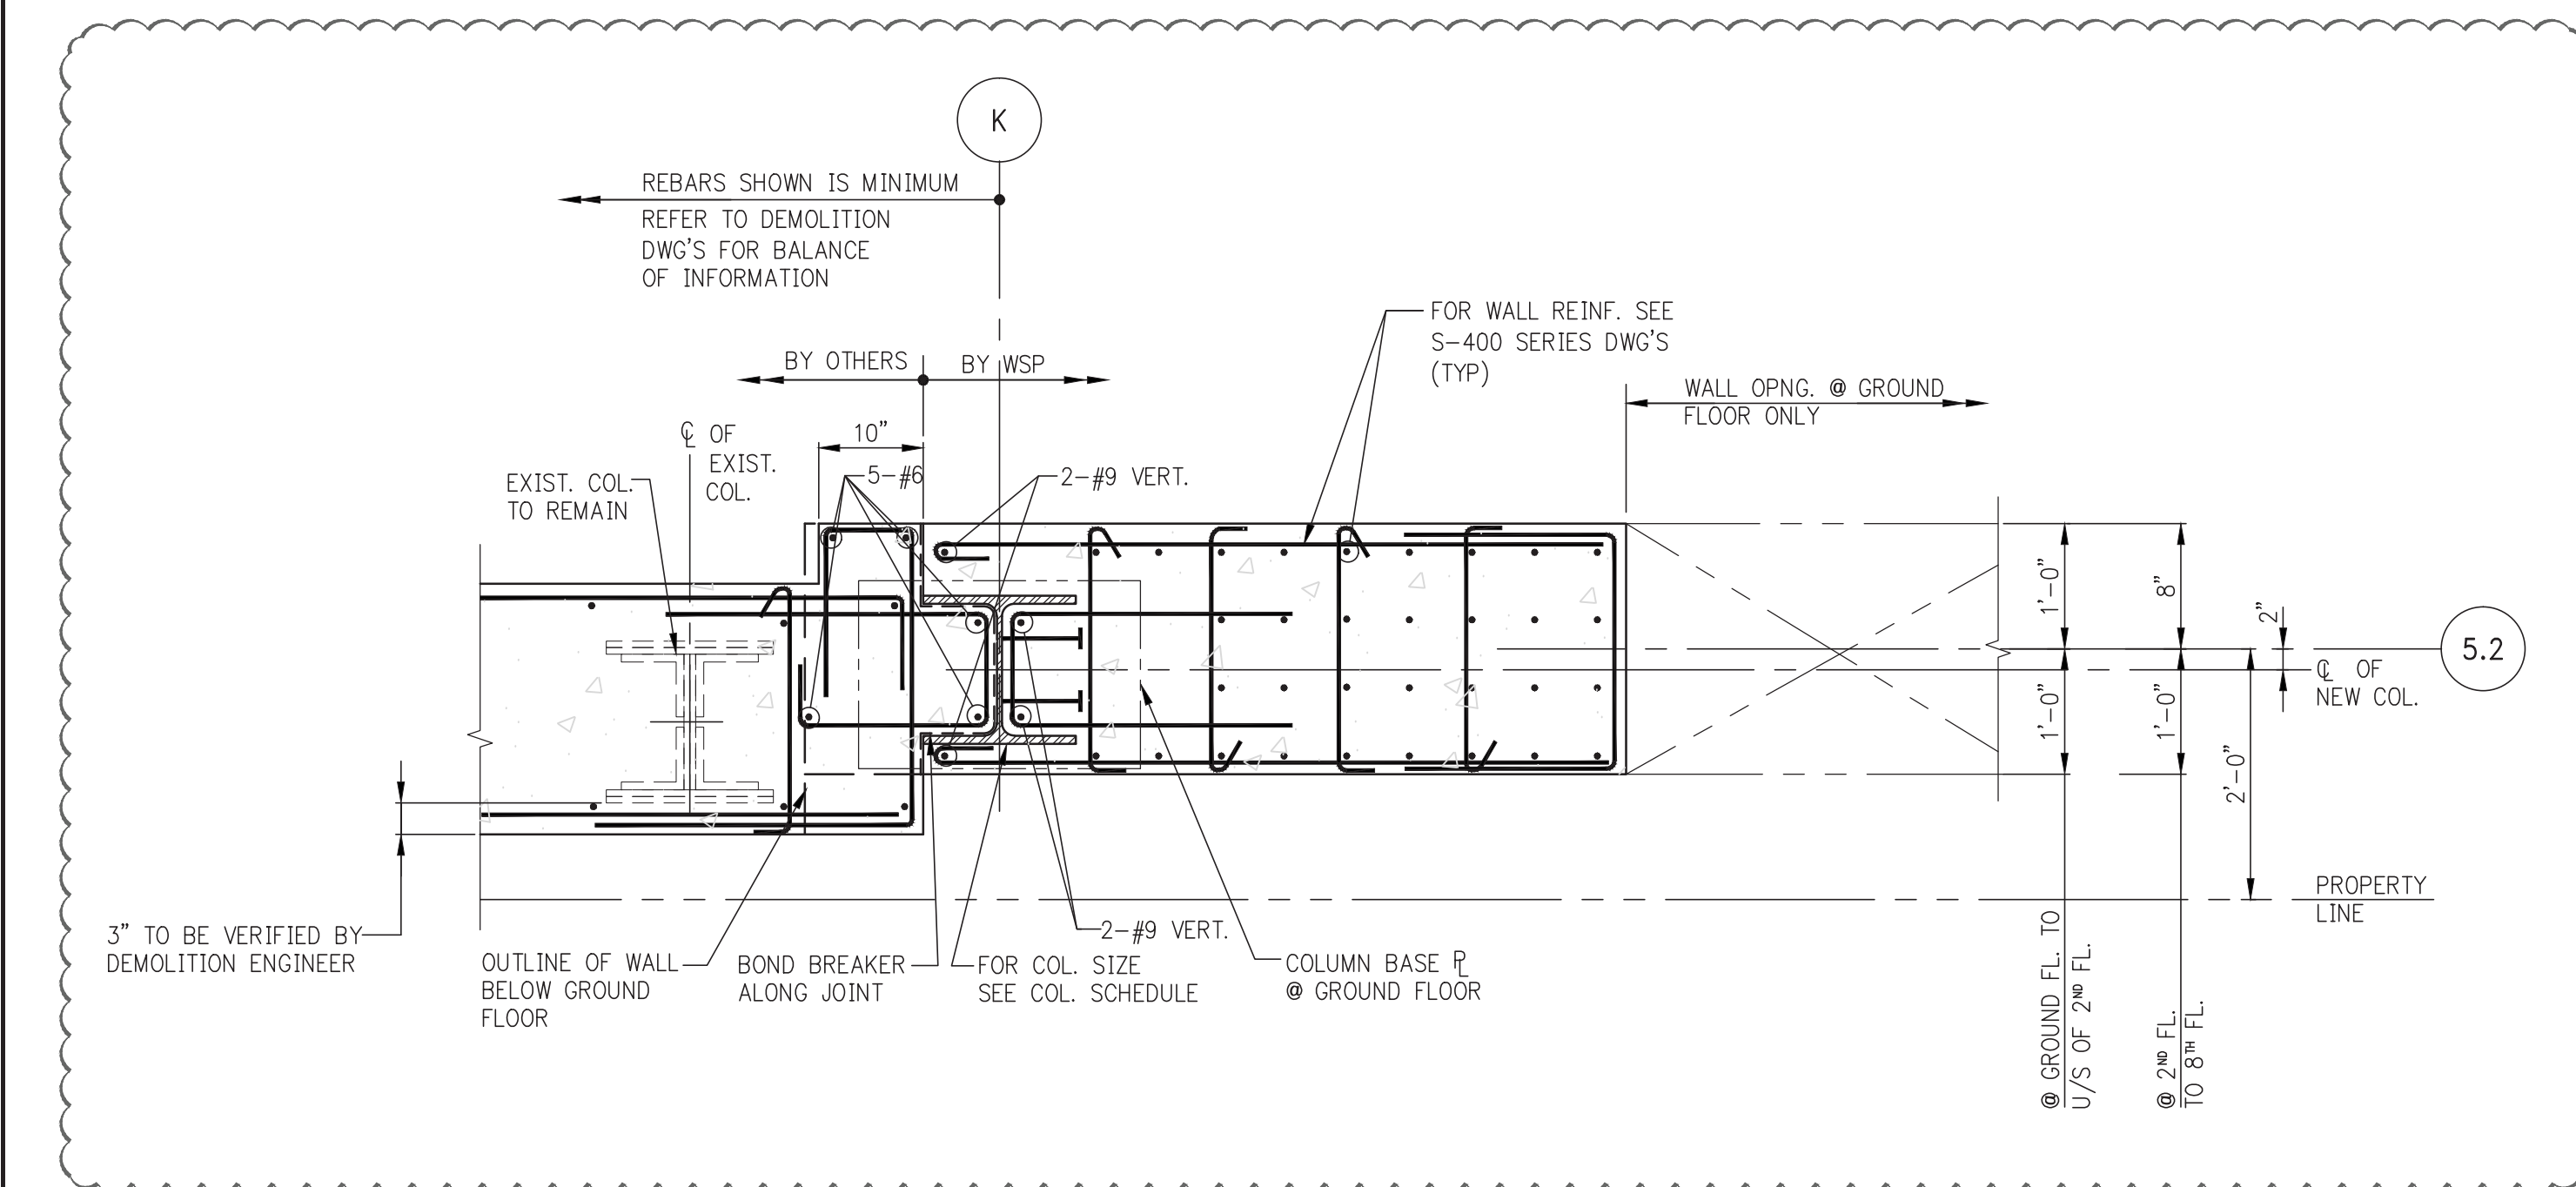 K
REBARS SHOWN IS MINIMUM
REFER TO DEMOLITION
DWG'S FOR BALANCE
OF INFORMATION
FOR WALL REINF. SEE
S-400 SERIES DWG'S
(TYP)
BY OTHERS
BY WSP
WALL OPNG. @ GROUND
FLOOR ONLY
℄ OF
EXIST.
COL.
10"
EXIST. COL.
TO REMAIN
5-#6
2-#9 VERT.
1'-0"
8"
2"
5.2
℄ OF
NEW COL.
1'-0"
1'-0"
2'-0"
PROPERTY
LINE
3" TO BE VERIFIED BY
DEMOLITION ENGINEER
OUTLINE OF WALL
BELOW GROUND
FLOOR
BOND BREAKER
ALONG JOINT
FOR COL. SIZE
SEE COL. SCHEDULE
2-#9 VERT.
COLUMN BASE ⅊
@ GROUND FLOOR
@ GROUND FL. TO
U/S OF 2ND FL.
@ 2ND FL.
TO 8TH FL.